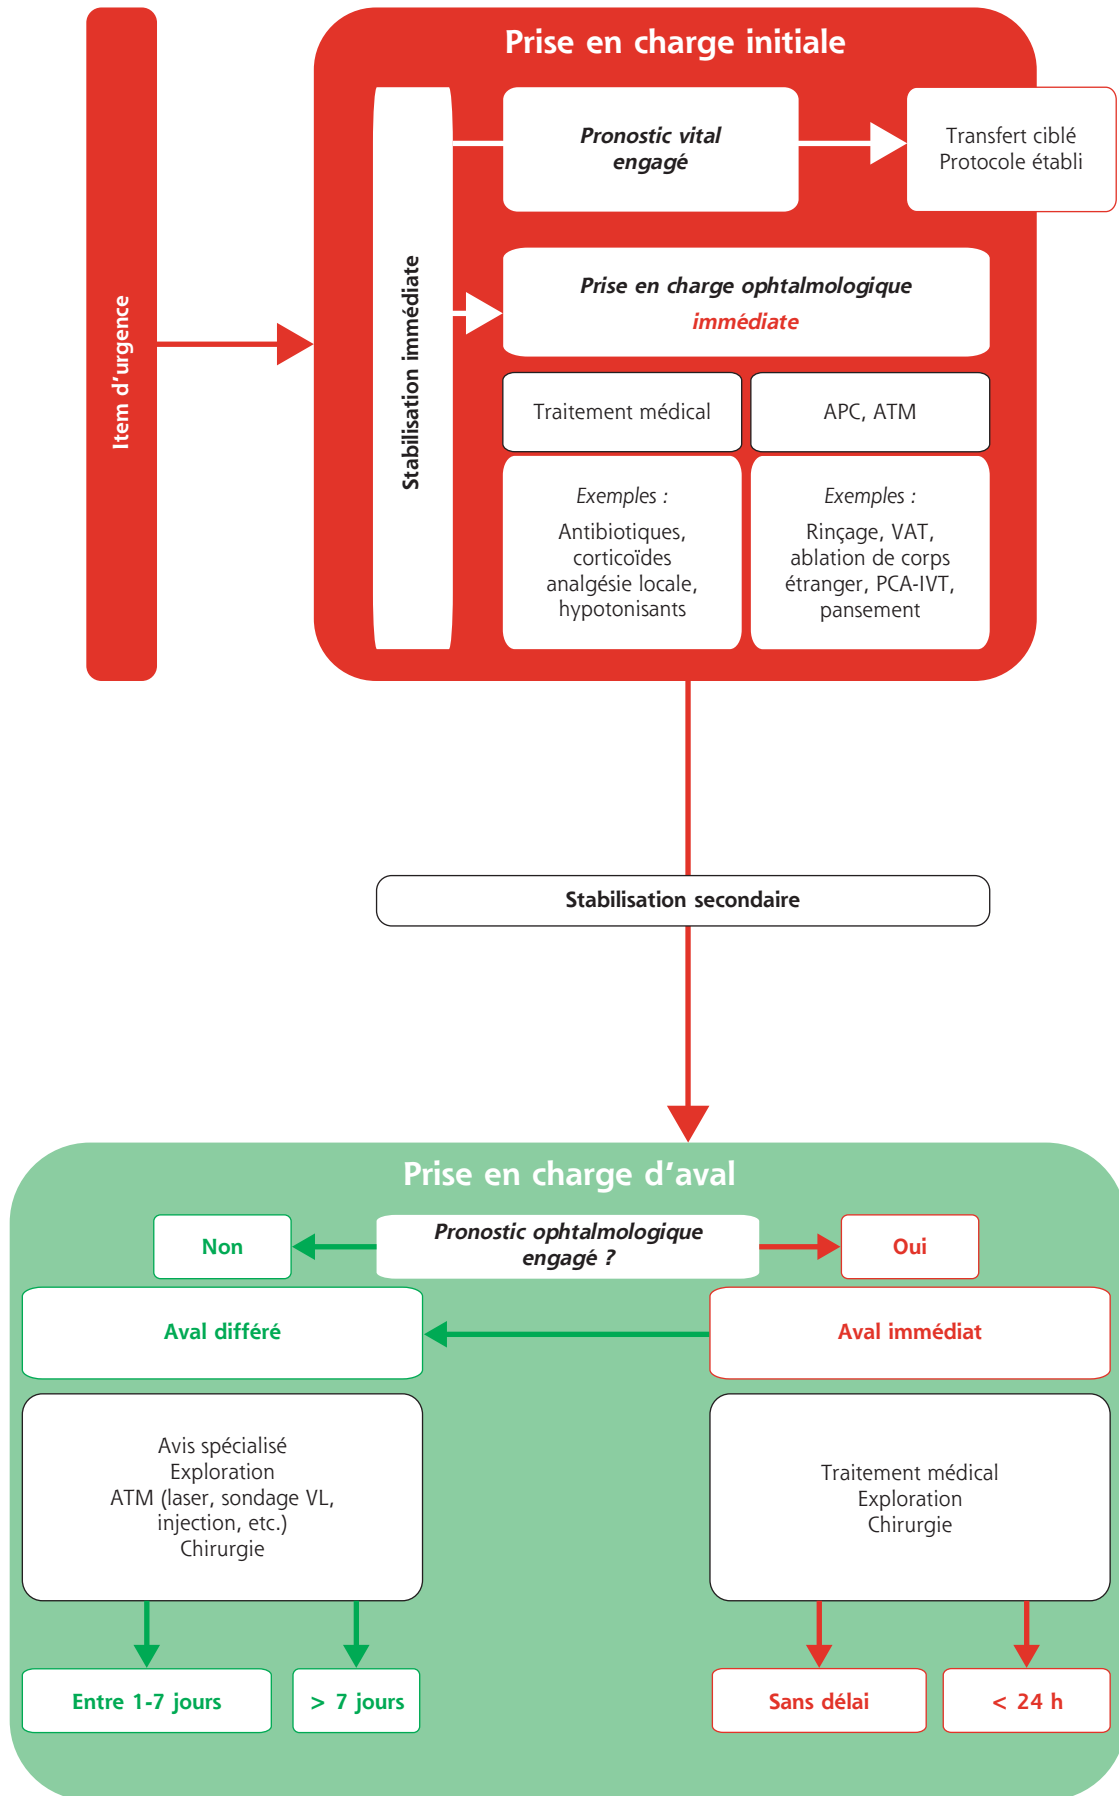 Item d’urgence
Prise en charge initiale
Stabilisation immédiate
Pronostic vital
engagé
Transfert ciblé
Protocole établi
Prise en charge ophtalmologique
immédiate
Traitement médical
APC, ATM
Exemples :
Antibiotiques,
corticoïdes
analgésie locale,
hypotonisants
Exemples :
Rinçage, VAT,
ablation de corps
étranger, PCA-IVT,
pansement
Stabilisation secondaire
Prise en charge d’aval
Non
Pronostic ophtalmologique
engagé ?
Oui
Aval différé
Aval immédiat
Avis spécialisé
Exploration
ATM (laser, sondage VL,
injection, etc.)
Chirurgie
Traitement médical
Exploration
Chirurgie
Entre 1-7 jours
> 7 jours
Sans délai
< 24 h